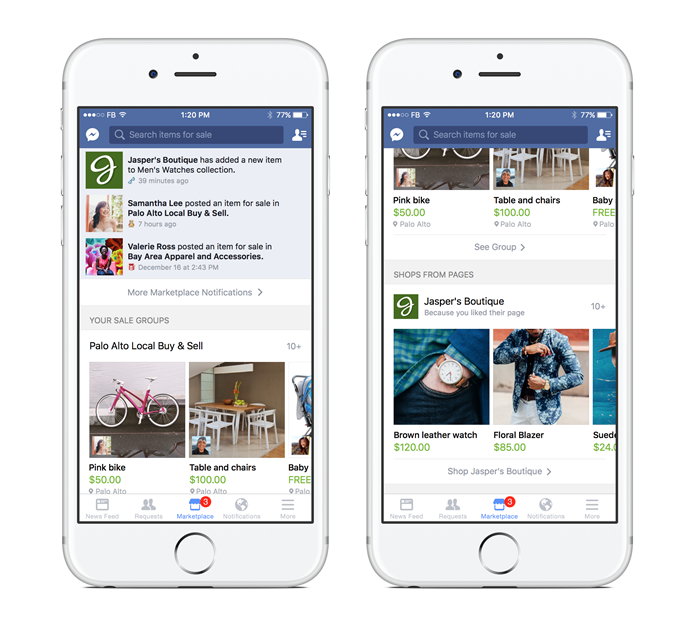 FB 1:20 PM 77%
Search items for sale
Jasper's Boutique has added a new item
to Men's Watches collection.
39 minutes ago
Samantha Lee posted an item for sale in
Palo Alto Local Buy & Sell.
7 hours ago
Valerie Ross posted an item for sale in
Bay Area Apparel and Accessories.
December 16 at 2:43 PM
More Marketplace Notifications
YOUR SALE GROUPS
Palo Alto Local Buy & Sell 10+
Pink bike Table and chairs Baby
$50.00 $100.00 FREE
Palo Alto Palo Alto
3
News Feed Requests Marketplace Notifications More
FB 1:20 PM 77%
Search items for sale
Pink bike Table and chairs Baby
$50.00 $100.00 FREE
Palo Alto Palo Alto
See Group
SHOPS FROM PAGES
Jasper's Boutique 10+
Because you liked their page
Brown leather watch Floral Blazer Suede
$120.00 $85.00 $24.
Shop Jasper's Boutique
3
News Feed Requests Marketplace Notifications More